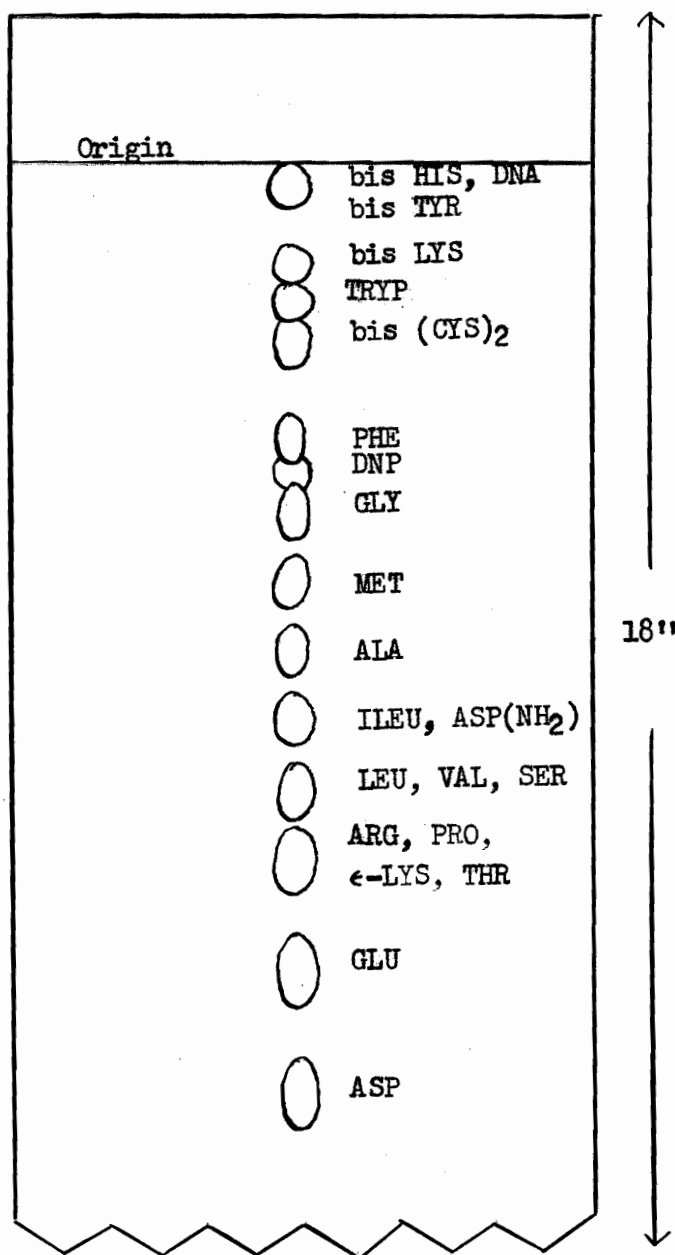 Origin
bis HIS, DNA
bis TYR
bis LYS
TRYP
bis (CYS)2
PHE
DNP
GLY
MET
ALA
18"
ILEU, ASP(NH2)
LEU, VAL, SER
ARG, PRO,
ϵ-LYS, THR
GLU
ASP